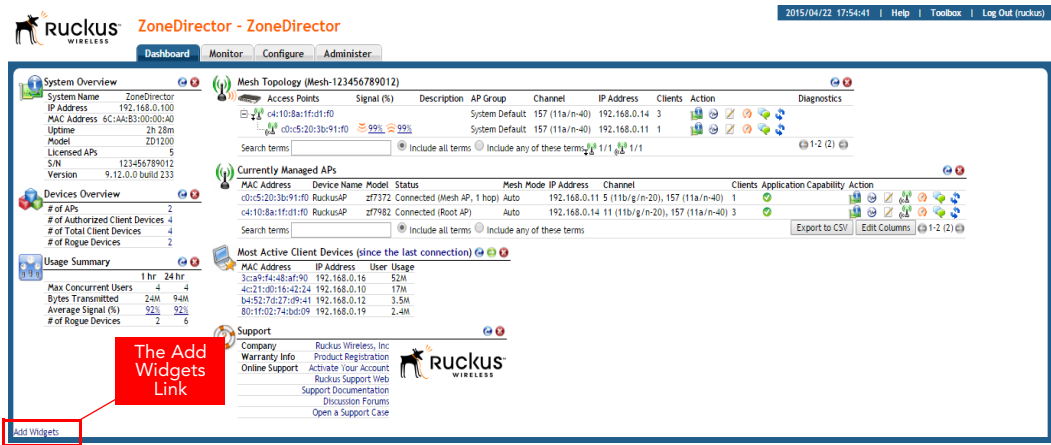 2015/04/22 17:54:41 | Help | Toolbox | Log Out (ruckus)
RUCKUS WIRELESS
ZoneDirector - ZoneDirector
Dashboard Monitor Configure Administer
System Overview
System Name ZoneDirector
IP Address 192.168.0.100
MAC Address 6C:AA:B3:00:00:A0
Uptime 2h 28m
Model ZD1200
Licensed APs 5
S/N 123456789012
Version 9.12.0.0 build 233
Devices Overview
# of APs 2
# of Authorized Client Devices 4
# of Total Client Devices 4
# of Rogue Devices 2
Usage Summary
1 hr 24 hr
Max Concurrent Users 4 4
Bytes Transmitted 24M 94M
Average Signal (%) 92% 92%
# of Rogue Devices 2 6
Mesh Topology (Mesh-123456789012)
Access Points Signal (%) Description AP Group Channel IP Address Clients Action Diagnostics
c4:10:8a:1f:d1:f0 System Default 157 (11a/n-40) 192.168.0.14 3
c0:c5:20:3b:91:f0 99% 99% System Default 157 (11a/n-40) 192.168.0.11 1
Search terms Include all terms Include any of these terms 1/1 1/1 1-2 (2)
Currently Managed APs
MAC Address Device Name Model Status Mesh Mode IP Address Channel Clients Application Capability Action
c0:c5:20:3b:91:f0 RuckusAP zf7372 Connected (Mesh AP, 1 hop) Auto 192.168.0.11 5 (11b/g/n-20), 157 (11a/n-40) 1
c4:10:8a:1f:d1:f0 RuckusAP zf7982 Connected (Root AP) Auto 192.168.0.14 11 (11b/g/n-20), 157 (11a/n-40) 3
Search terms Include all terms Include any of these terms Export to CSV Edit Columns 1-2 (2)
Most Active Client Devices (since the last connection)
MAC Address IP Address User Usage
3c:a9:f4:48:af:90 192.168.0.16 52M
4c:21:d0:16:42:24 192.168.0.10 17M
b4:52:7d:27:d9:41 192.168.0.12 3.5M
80:1f:02:74:bd:09 192.168.0.19 2.4M
Support
Company Ruckus Wireless, Inc
Warranty Info Product Registration
Online Support Activate Your Account
Ruckus Support Web
Support Documentation
Discussion Forums
Open a Support Case
RUCKUS WIRELESS
The Add
Widgets
Link
Add Widgets